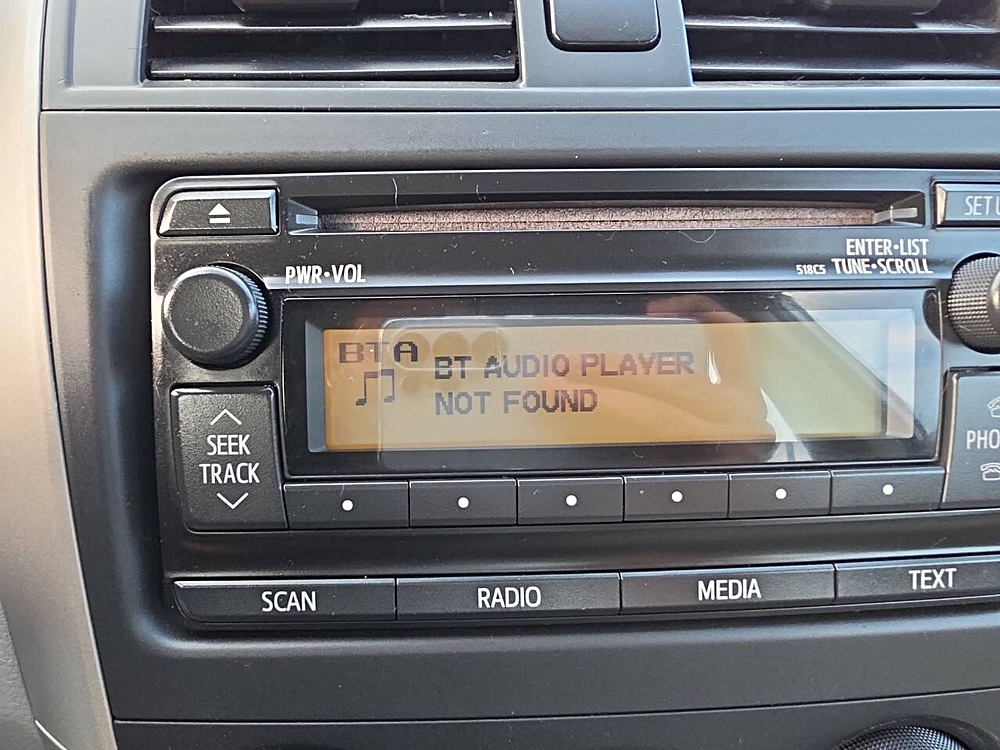 SETU
ENTER•LIST
518C5 TUNE•SCROLL
PWR•VOL
BTA
BT AUDIO PLAYER
NOT FOUND
SEEK
TRACK
PHO
SCAN
RADIO
MEDIA
TEXT